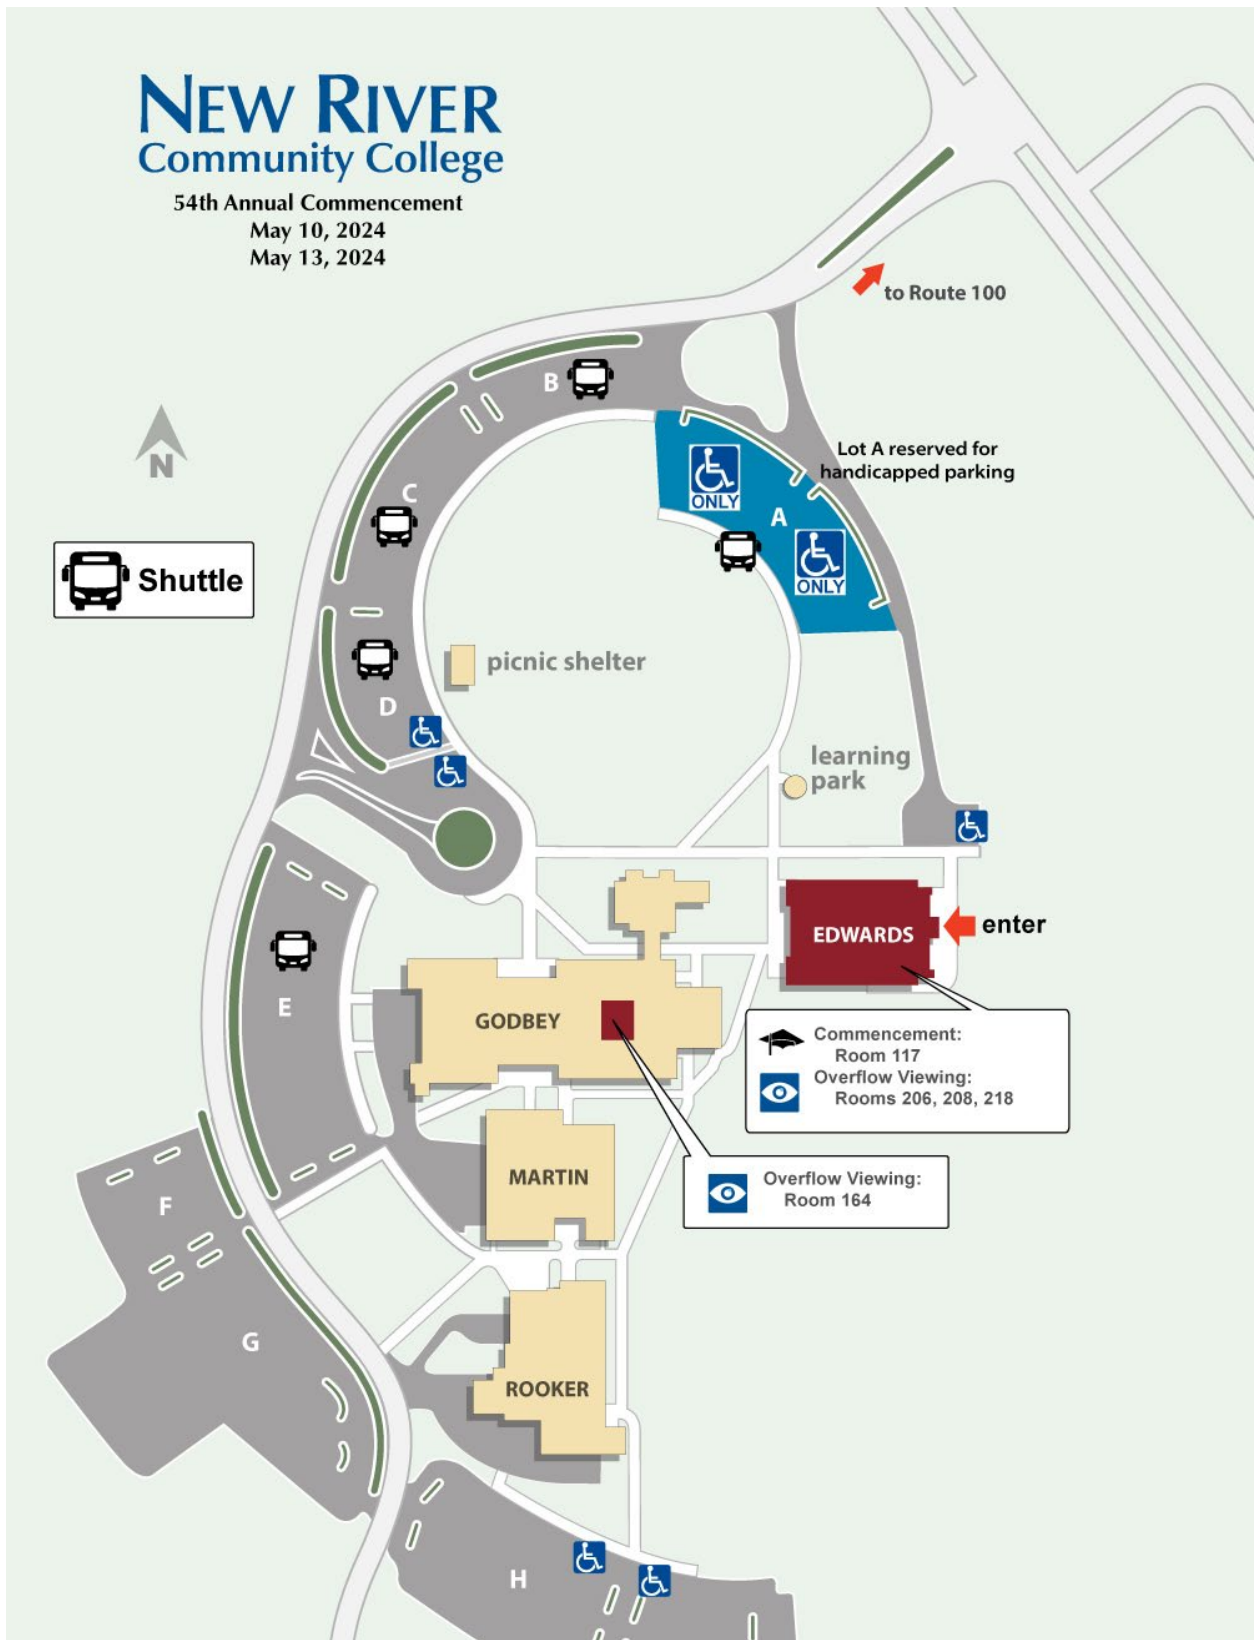 NEW RIVER
Community College
54th Annual Commencement
May 10, 2024
May 13, 2024
to Route 100
B
Lot A reserved for
handicapped parking
N
C
ONLY
A
ONLY
Shuttle
picnic shelter
D
learning
park
EDWARDS
enter
E
GODBEY
Commencement:
Room 117
Overflow Viewing:
Rooms 206, 208, 218
MARTIN
Overflow Viewing:
Room 164
F
G
ROOKER
H